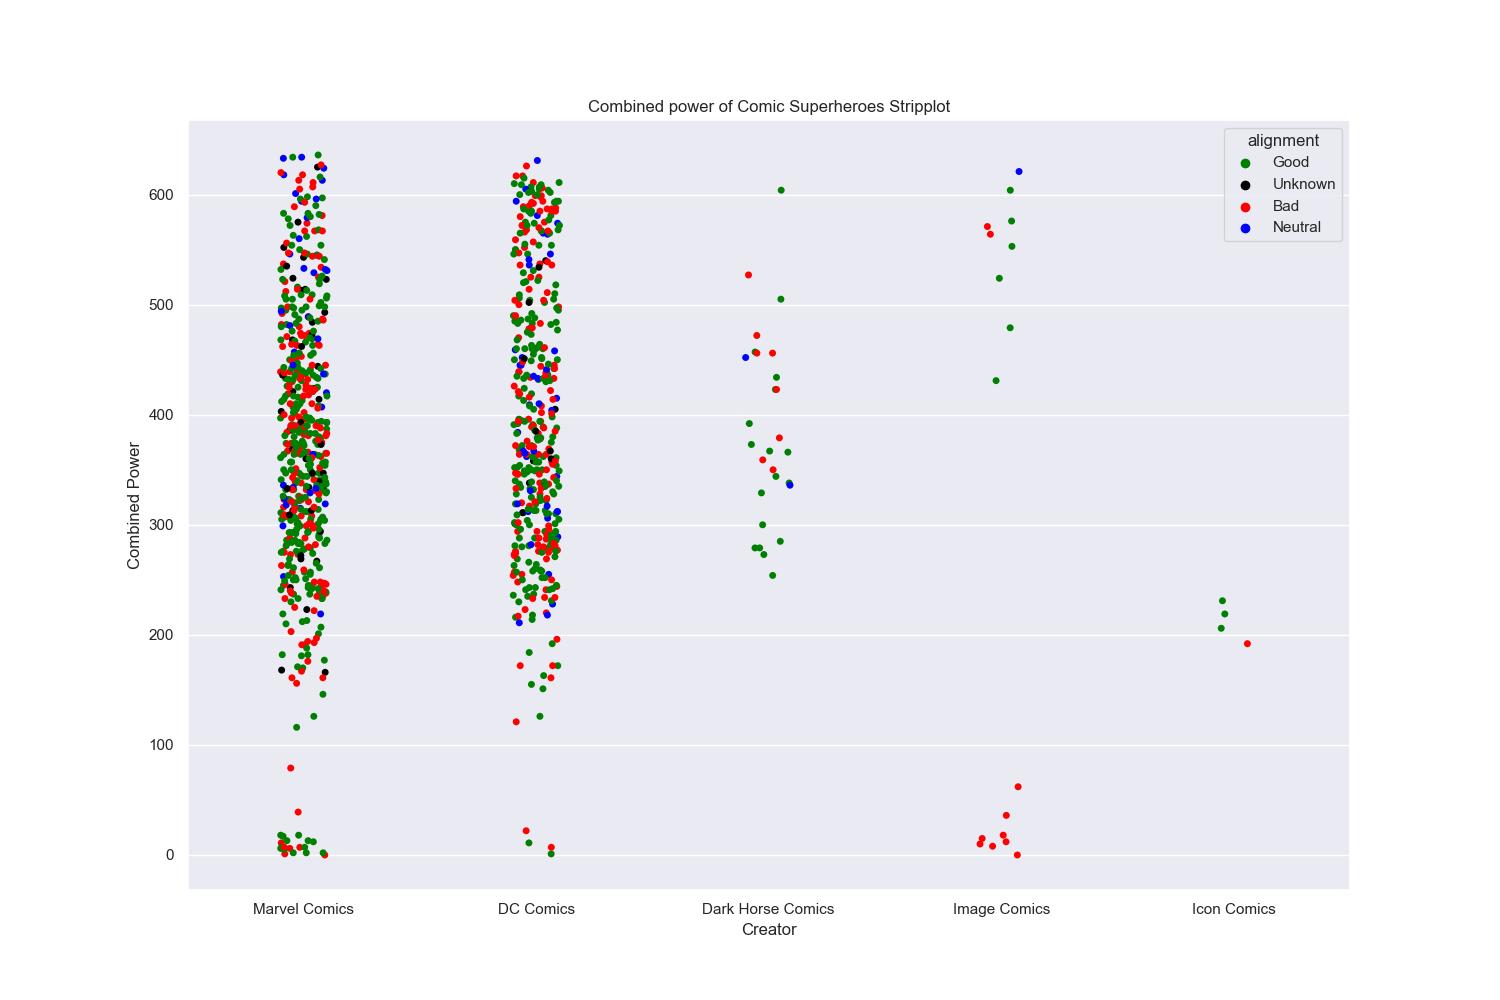 Combined power of Comic Superheroes Stripplot
alignment
Good
Unknown
Bad
Neutral
600
500
400
300
200
100
0
Combined Power
Marvel Comics
DC Comics
Dark Horse Comics
Image Comics
Icon Comics
Creator